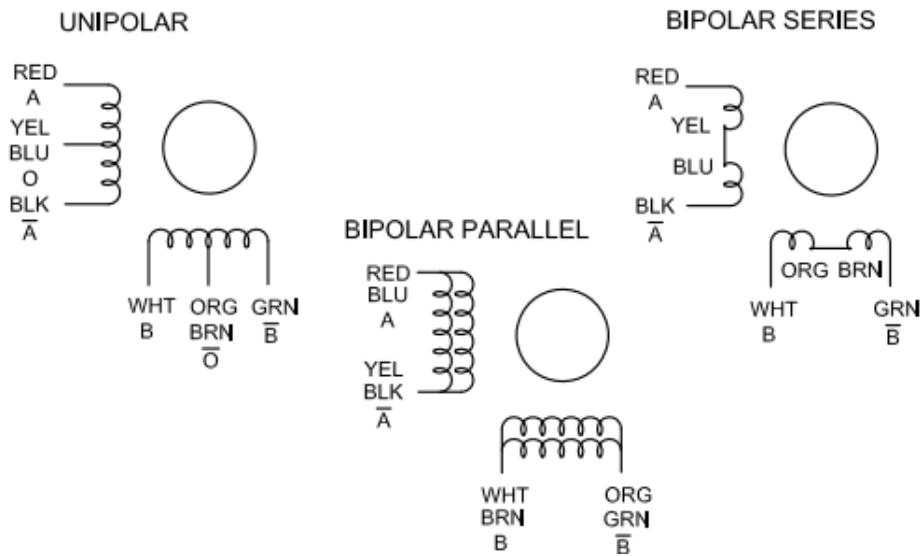 UNIPOLAR
RED
A
YEL
BLU
O
BLK
A̅
WHT
B
ORG
BRN
O̅
GRN
B̅
BIPOLAR PARALLEL
RED
BLU
A
YEL
BLK
A̅
WHT
BRN
B
ORG
GRN
B̅
BIPOLAR SERIES
RED
A
YEL
BLU
BLK
A̅
ORG BRN
WHT
B
GRN
B̅